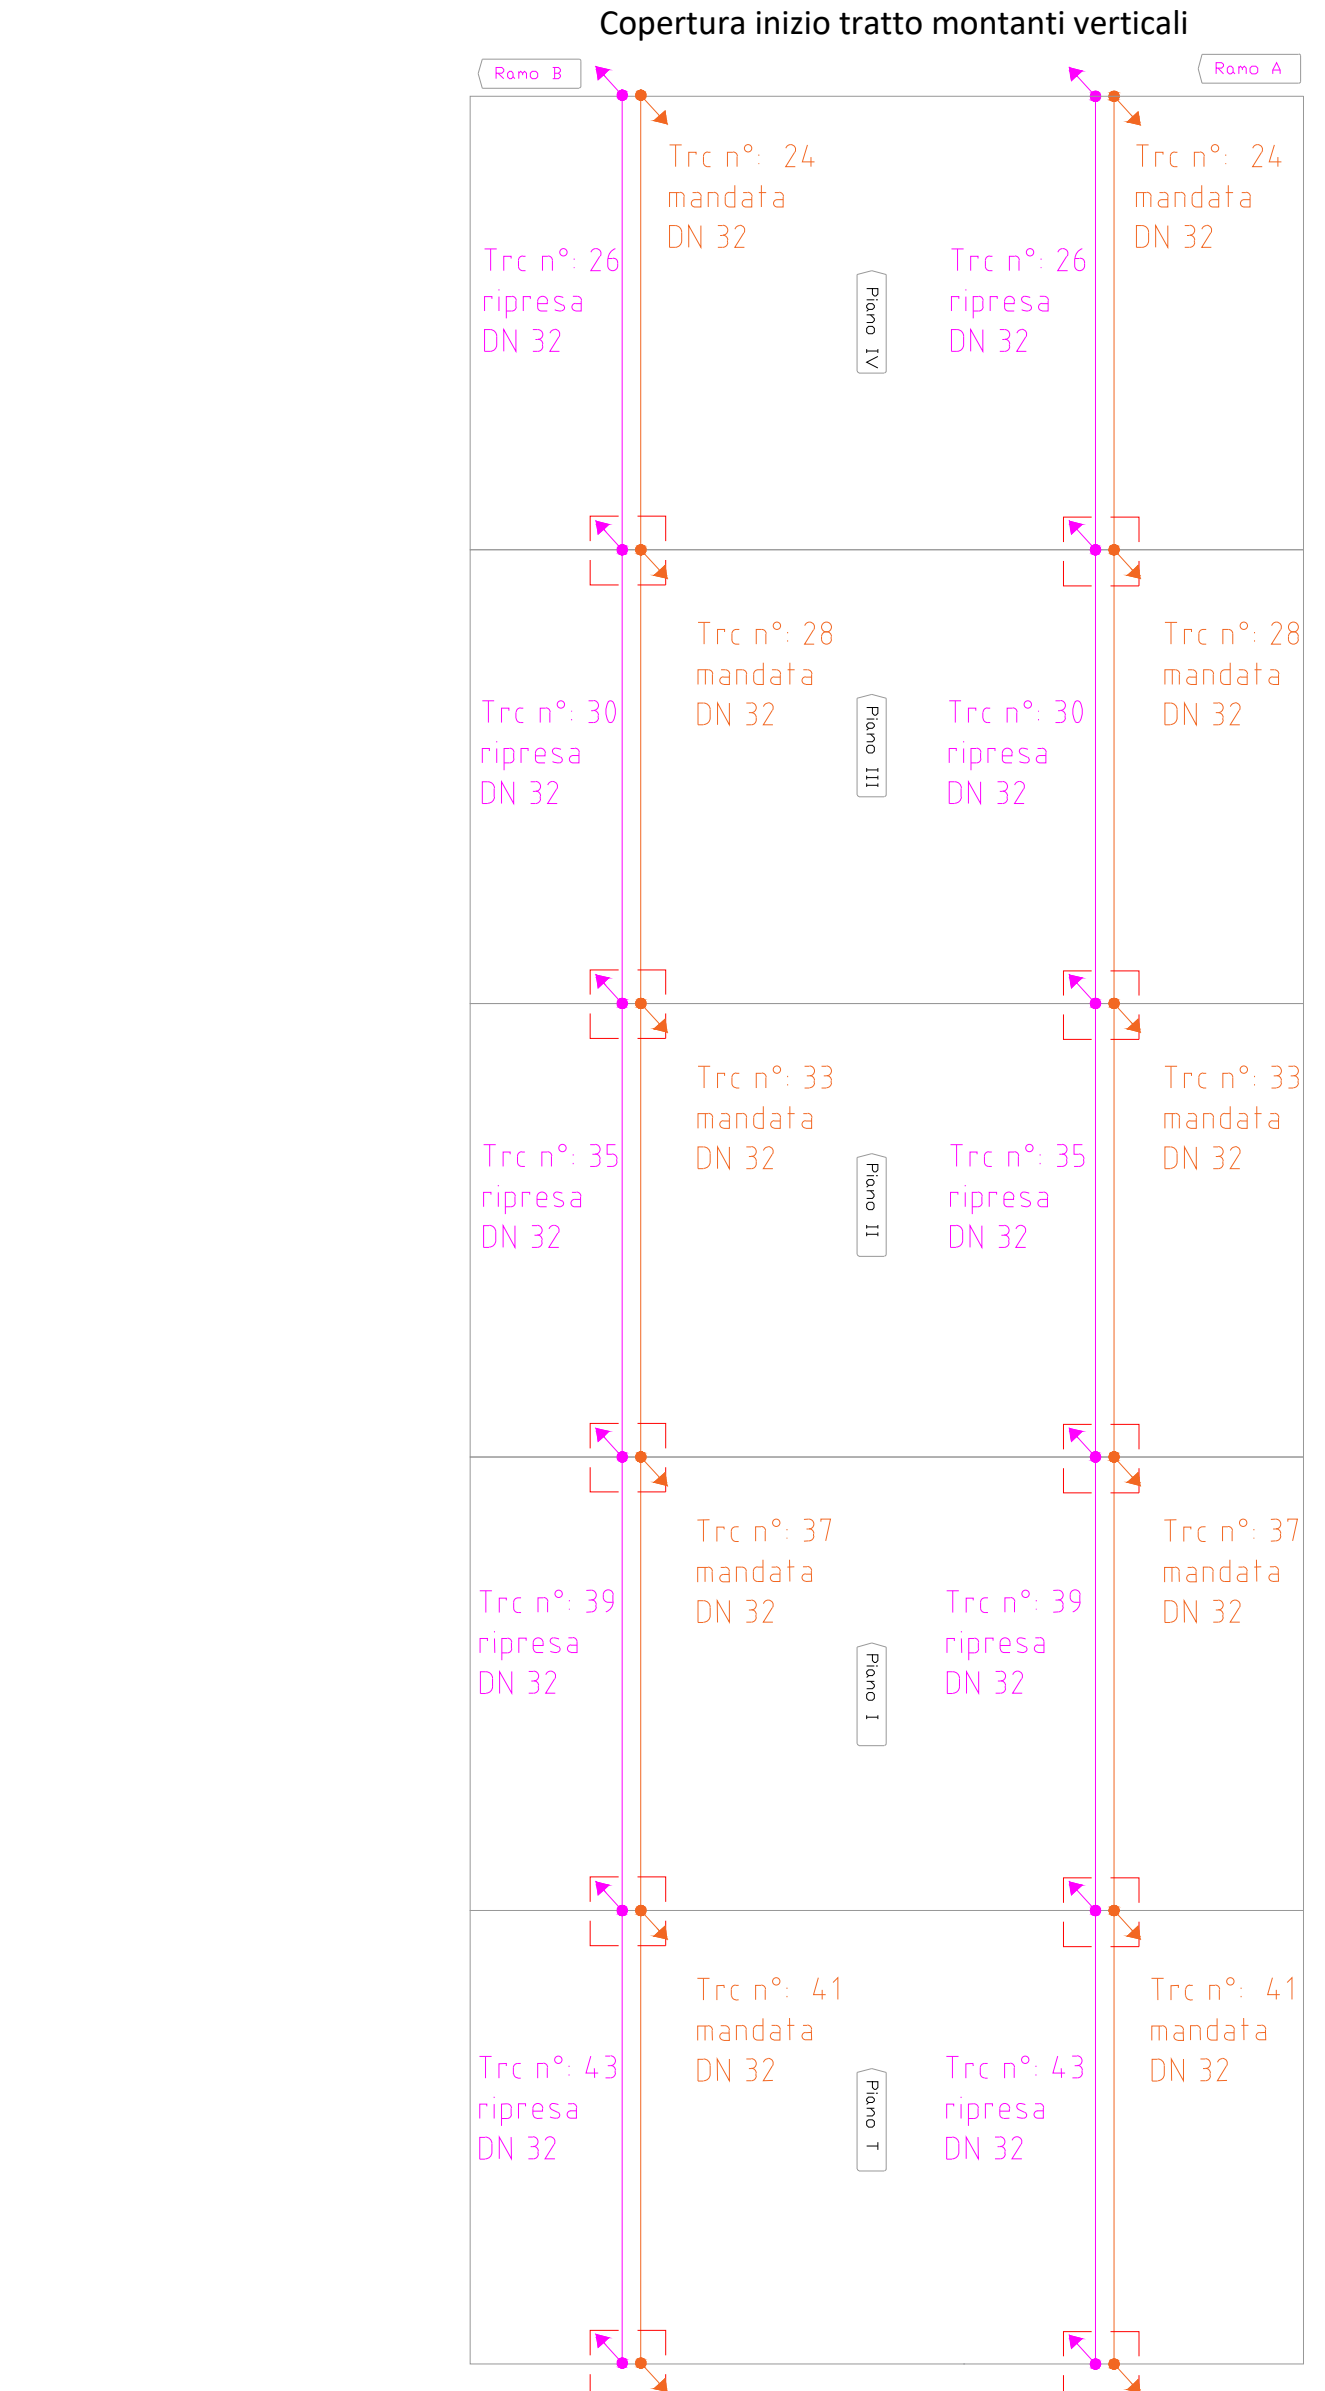 Copertura inizio tratto montanti verticali
Ramo B
Ramo A
Trc n°: 24
mandata
DN 32
Trc n°: 24
mandata
DN 32
Trc n°: 26
ripresa
DN 32
Piano IV
Trc n°: 26
ripresa
DN 32
Trc n°: 28
mandata
DN 32
Trc n°: 28
mandata
DN 32
Trc n°: 30
ripresa
DN 32
Piano III
Trc n°: 30
ripresa
DN 32
Trc n°: 33
mandata
DN 32
Trc n°: 33
mandata
DN 32
Trc n°: 35
ripresa
DN 32
Piano II
Trc n°: 35
ripresa
DN 32
Trc n°: 37
mandata
DN 32
Trc n°: 37
mandata
DN 32
Trc n°: 39
ripresa
DN 32
Piano I
Trc n°: 39
ripresa
DN 32
Trc n°: 41
mandata
DN 32
Trc n°: 41
mandata
DN 32
Trc n°: 43
ripresa
DN 32
Piano T
Trc n°: 43
ripresa
DN 32